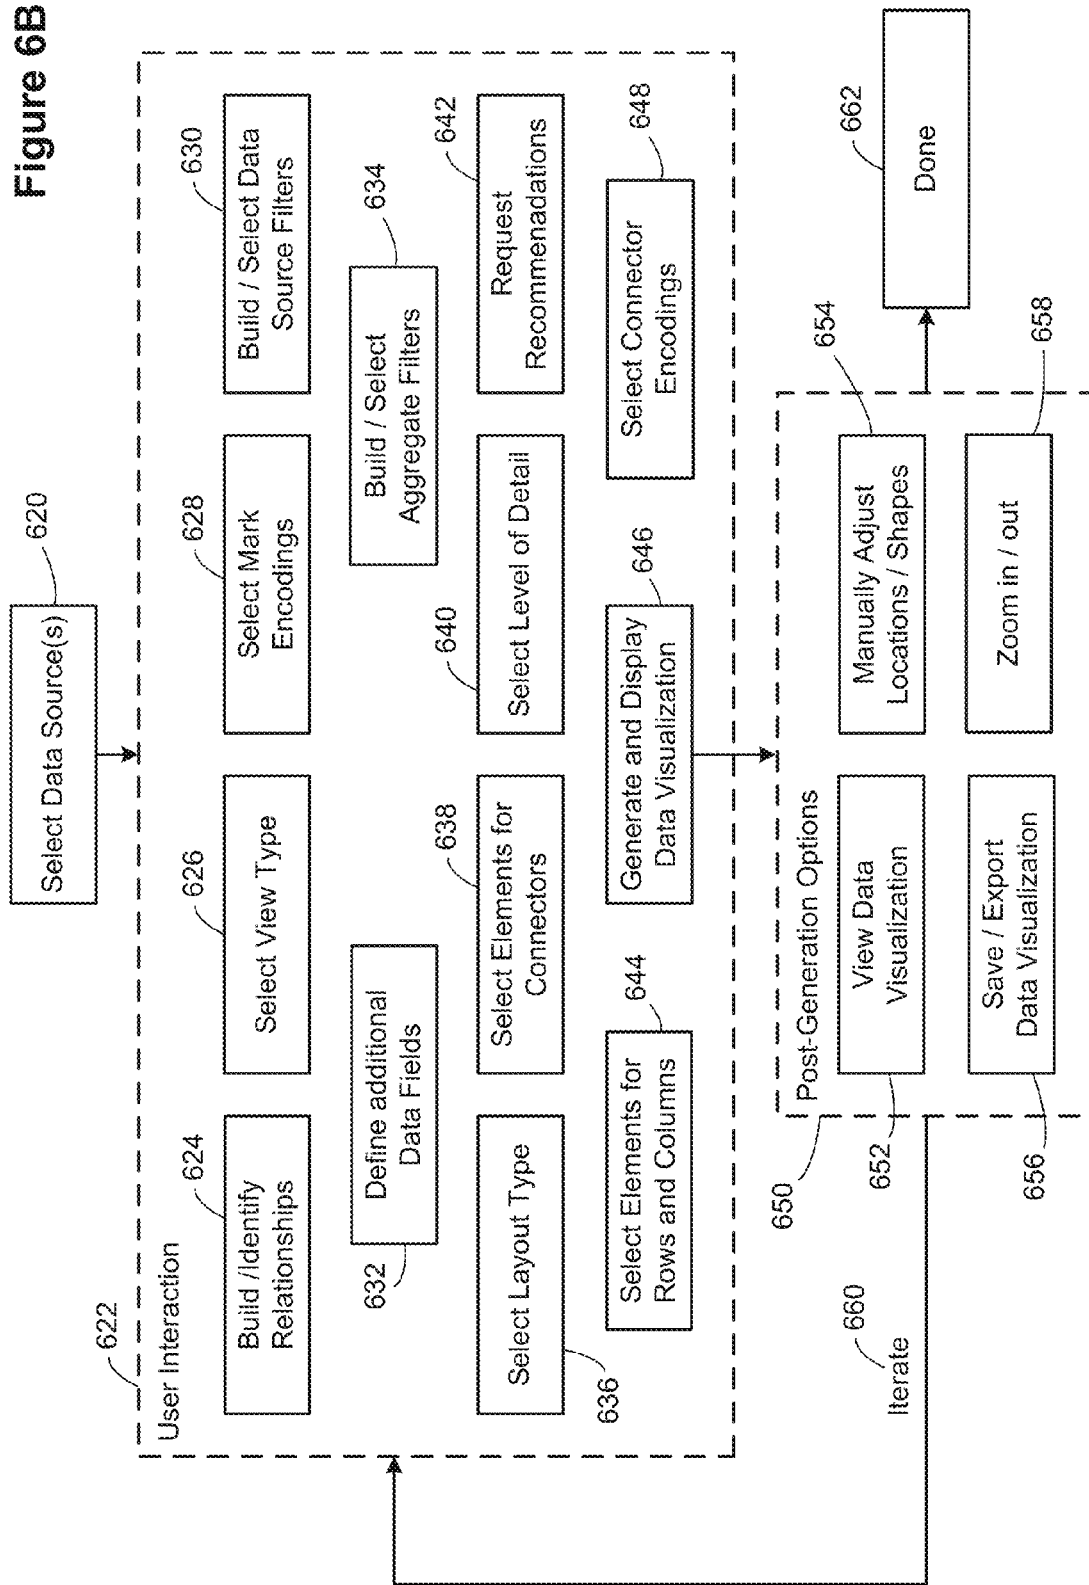 Figure 6B
620
Select Data Source(s)
622
User Interaction
624
Build /Identify
Relationships
626
Select View Type
628
Select Mark
Encodings
630
Build / Select Data
Source Filters
632
Define additional
Data Fields
634
Build / Select
Aggregate Filters
636
Select Layout Type
638
Select Elements for
Connectors
640
Select Level of Detail
642
Request
Recommenadations
644
Select Elements for
Rows and Columns
646
Generate and Display
Data Visualization
648
Select Connector
Encodings
650
Post-Generation Options
652
View Data
Visualization
654
Manually Adjust
Locations / Shapes
656
Save / Export
Data Visualization
658
Zoom in / out
660
Iterate
662
Done